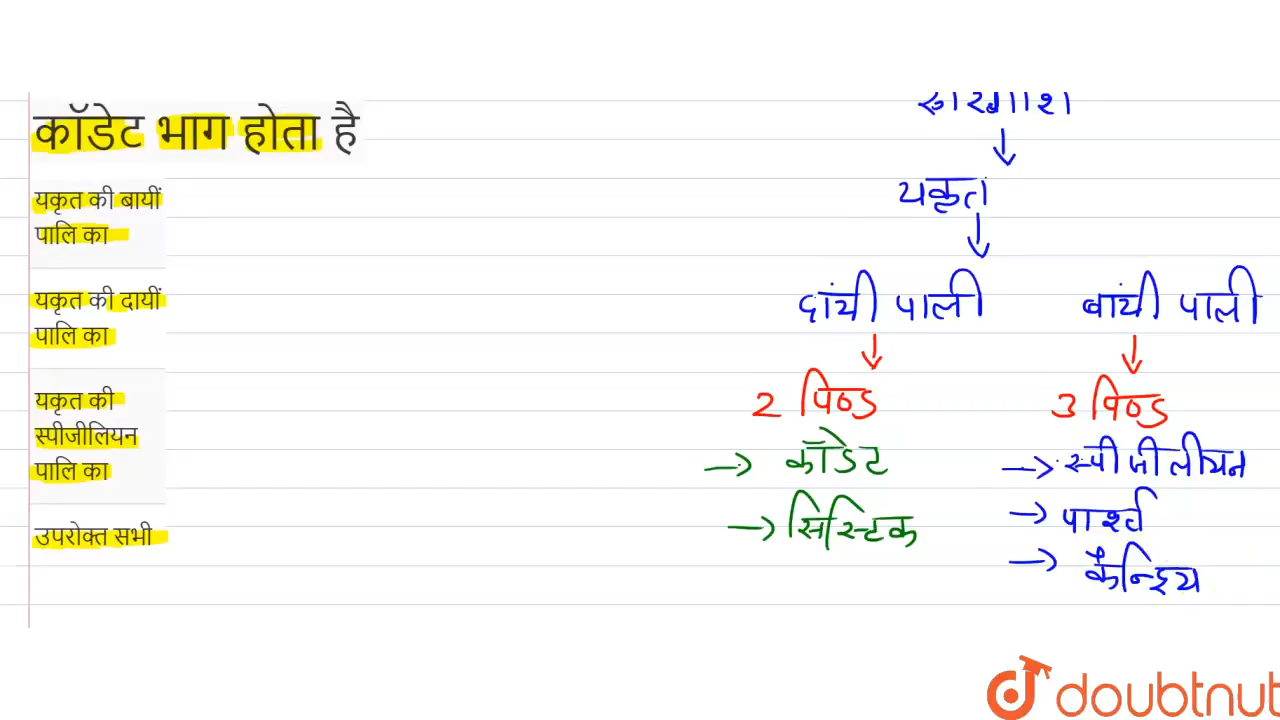 कॉडेट भाग होता है
यकृत की बायीं
पालि का
यकृत की दायीं
पालि का
यकृत की
स्पीजीलियन
पालि का
उपरोक्त सभी
यकृत
दांयी पाली
बांयी पाली
2 पिण्ड
3 पिण्ड
→ कॉडेट
→ स्पीजीलीयन
→ सिस्टिक
→ पार्श्व
→ कैन्द्रिय
doubtnut